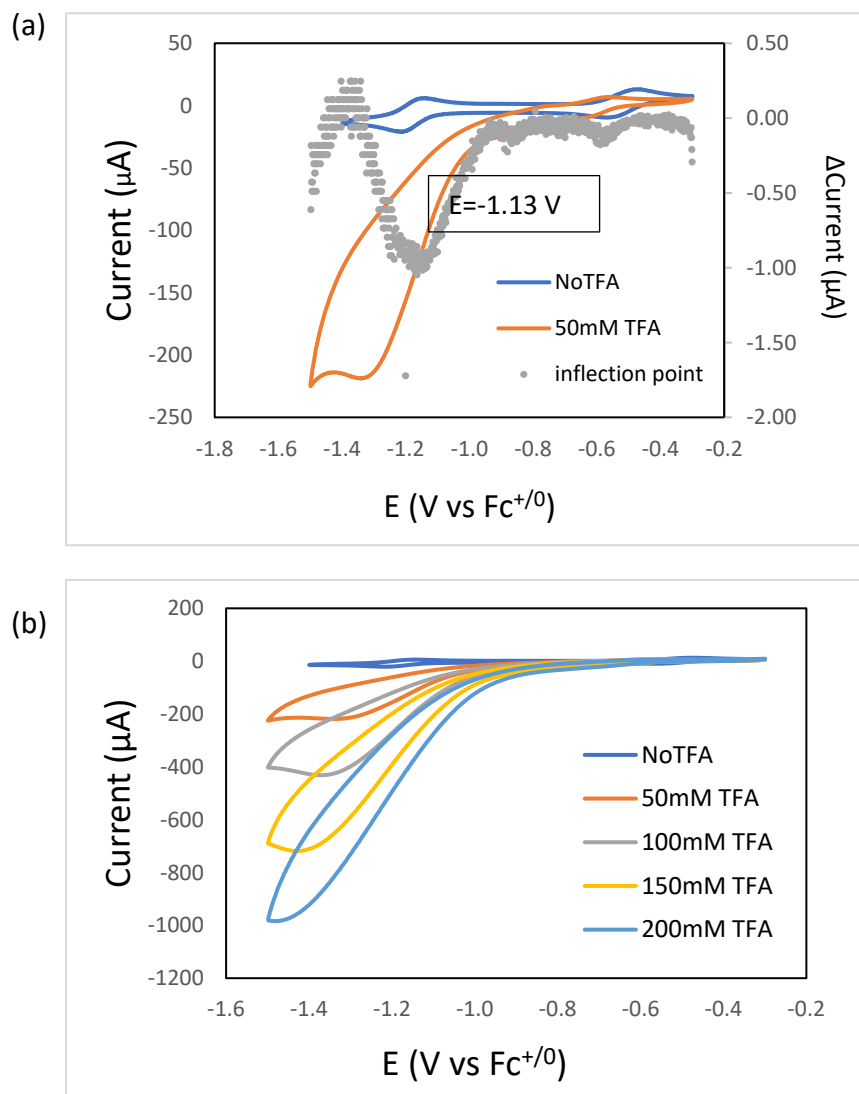 (a)
50
0
-50
-100
-150
-200
-250
Current (µA)
0.50
0.00
-0.50
-1.00
-1.50
-2.00
ΔCurrent (µA)
E=-1.13 V
NoTFA
50mM TFA
inflection point
-1.8 -1.6 -1.4 -1.2 -1.0 -0.8 -0.6 -0.4 -0.2
E (V vs Fc⁺/⁰)
(b)
200
0
-200
-400
-600
-800
-1000
-1200
Current (µA)
NoTFA
50mM TFA
100mM TFA
150mM TFA
200mM TFA
-1.6 -1.4 -1.2 -1.0 -0.8 -0.6 -0.4 -0.2
E (V vs Fc⁺/⁰)